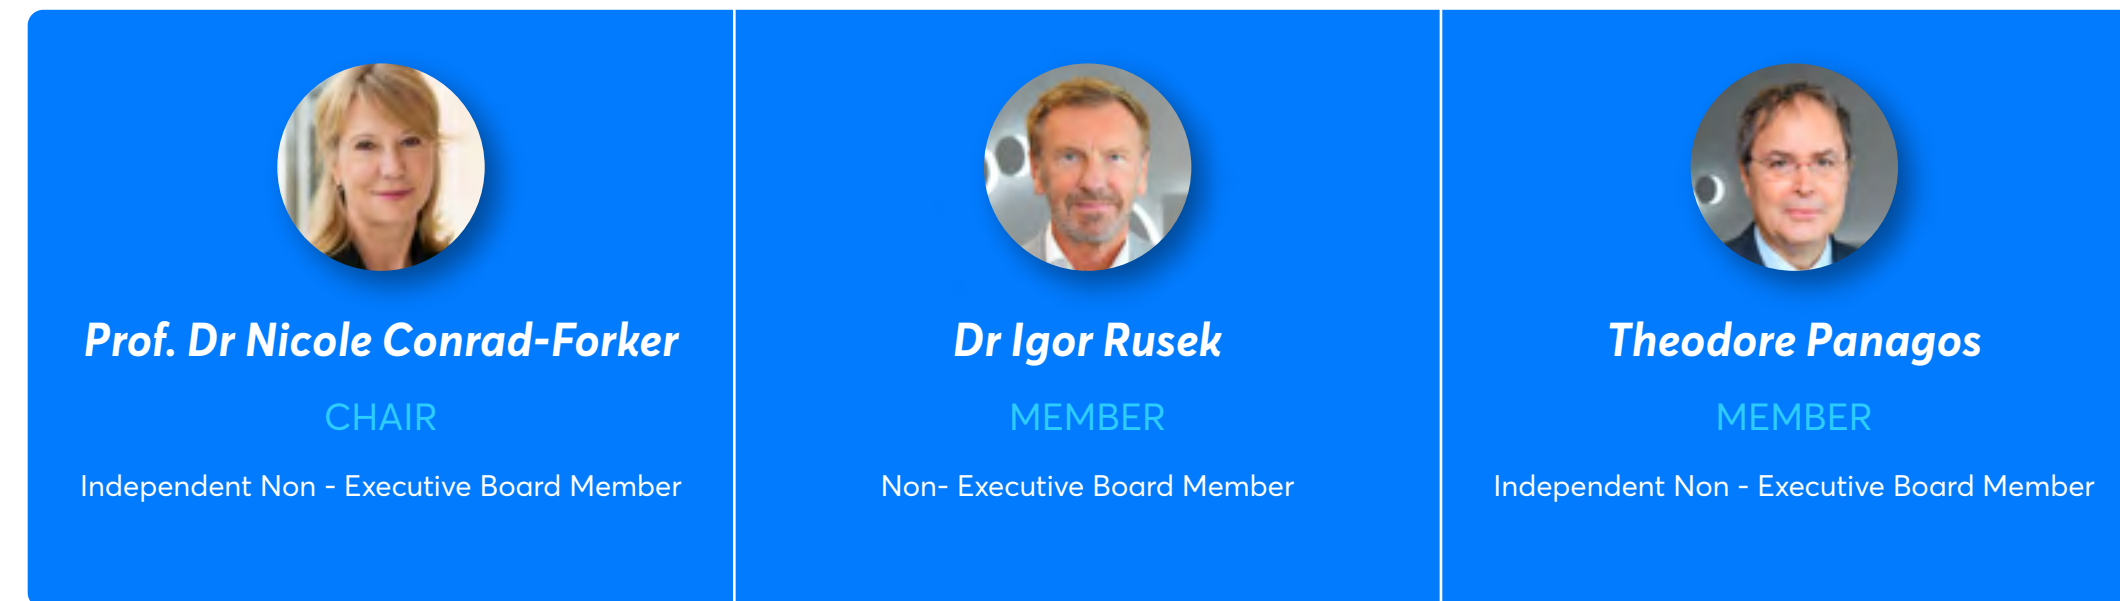 Prof. Dr Nicole Conrad-Forker
CHAIR
Independent Non - Executive Board Member
Dr Igor Rusek
MEMBER
Non- Executive Board Member
Theodore Panagos
MEMBER
Independent Non - Executive Board Member